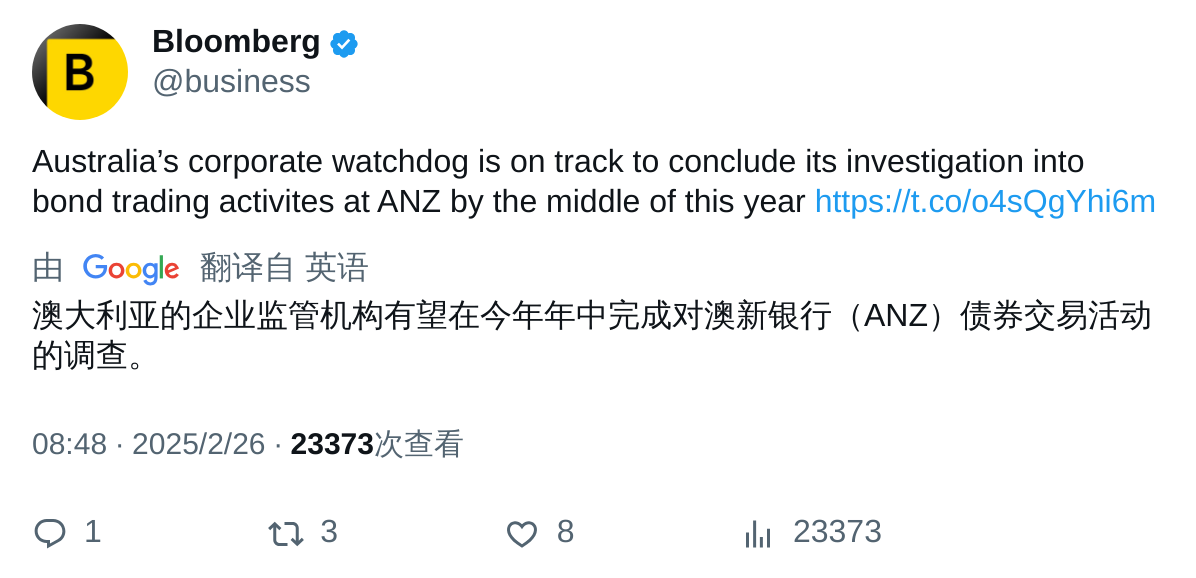 B
Bloomberg
@business
Australia’s corporate watchdog is on track to conclude its investigation into
bond trading activites at ANZ by the middle of this year https://t.co/o4sQgYhi6m
由 Google 翻译自 英语
澳大利亚的企业监管机构有望在今年年中完成对澳新银行（ANZ）债券交易活动
的调查。
08:48 · 2025/2/26 · 23373次查看
1 3 8 23373